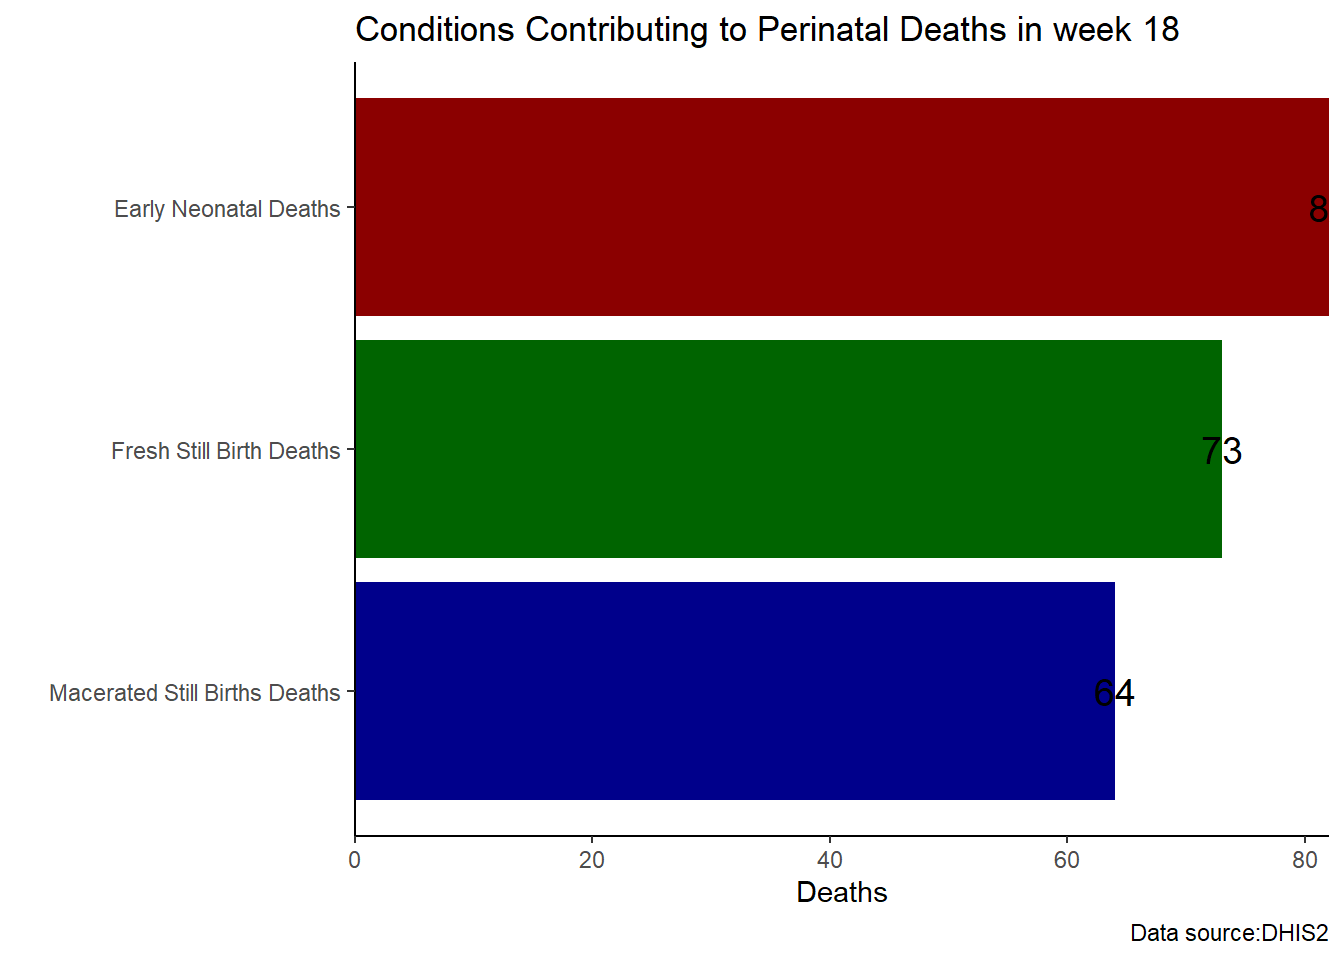 Conditions Contributing to Perinatal Deaths in week 18
Early Neonatal Deaths
8
Fresh Still Birth Deaths
73
Macerated Still Births Deaths
64
0 20 40 60 80
Deaths
Data source:DHIS2